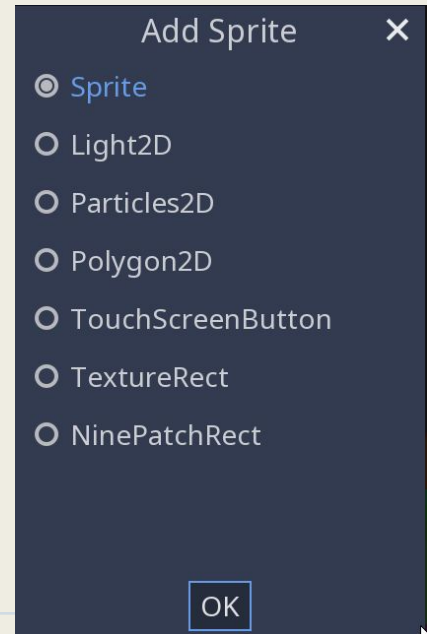 Add Sprite
Sprite
Light2D
Particles2D
Polygon2D
TouchScreenButton
TextureRect
NinePatchRect
OK